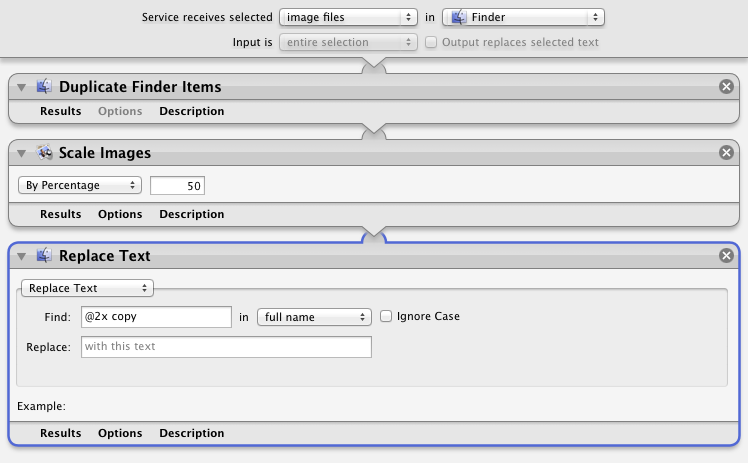 Service receives selected image files in Finder
Input is entire selection Output replaces selected text
Duplicate Finder Items
Results Options Description
Scale Images
By Percentage 50
Results Options Description
Replace Text
Replace Text
Find: @2x copy in full name Ignore Case
Replace: with this text
Example:
Results Options Description